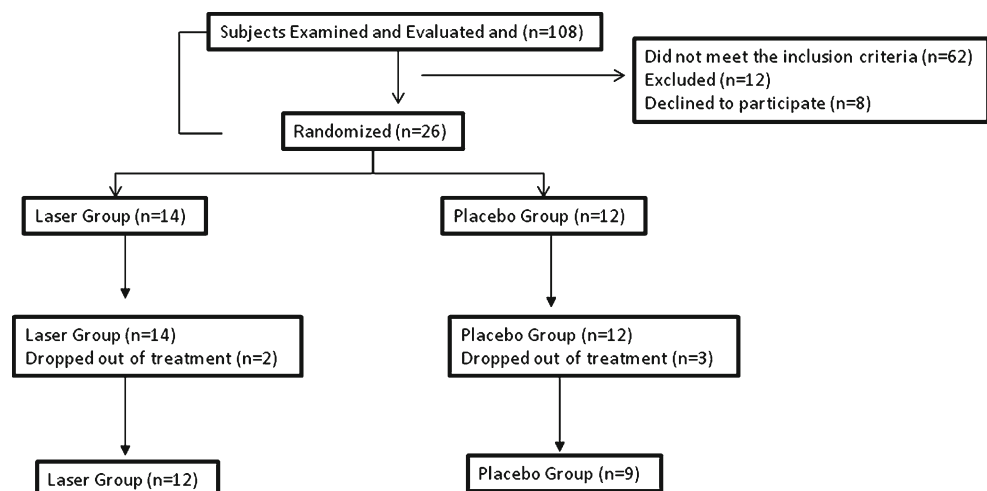 Subjects Examined and Evaluated and (n=108)
Did not meet the inclusion criteria (n=62)
Excluded (n=12)
Declined to participate (n=8)
Randomized (n=26)
Laser Group (n=14)
Placebo Group (n=12)
Laser Group (n=14)
Dropped out of treatment (n=2)
Placebo Group (n=12)
Dropped out of treatment (n=3)
Laser Group (n=12)
Placebo Group (n=9)